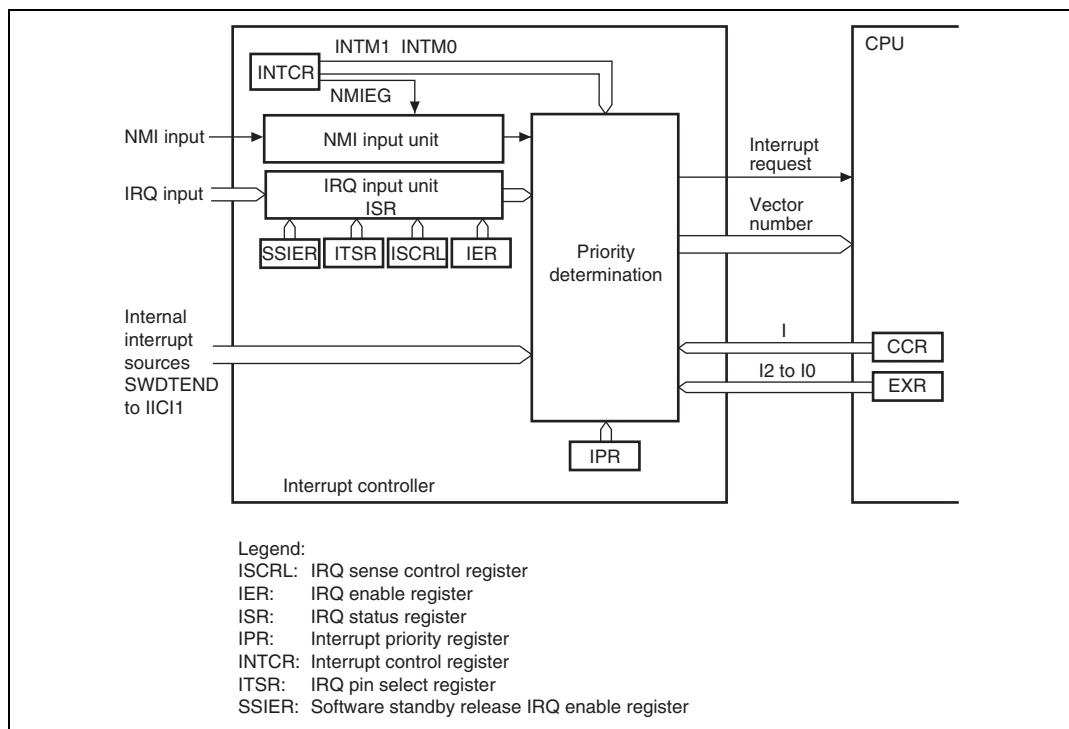 INTM1 INTM0
CPU
INTCR
NMIEG
NMI input
NMI input unit
Interrupt
request
IRQ input
IRQ input unit
ISR
Vector
number
SSIER
ITSR
ISCRL
IER
Priority
determination
Internal
interrupt
sources
SWDTEND
to IICI1
I
CCR
I2 to I0
EXR
IPR
Interrupt controller
Legend:
ISCRL: IRQ sense control register
IER: IRQ enable register
ISR: IRQ status register
IPR: Interrupt priority register
INTCR: Interrupt control register
ITSR: IRQ pin select register
SSIER: Software standby release IRQ enable register